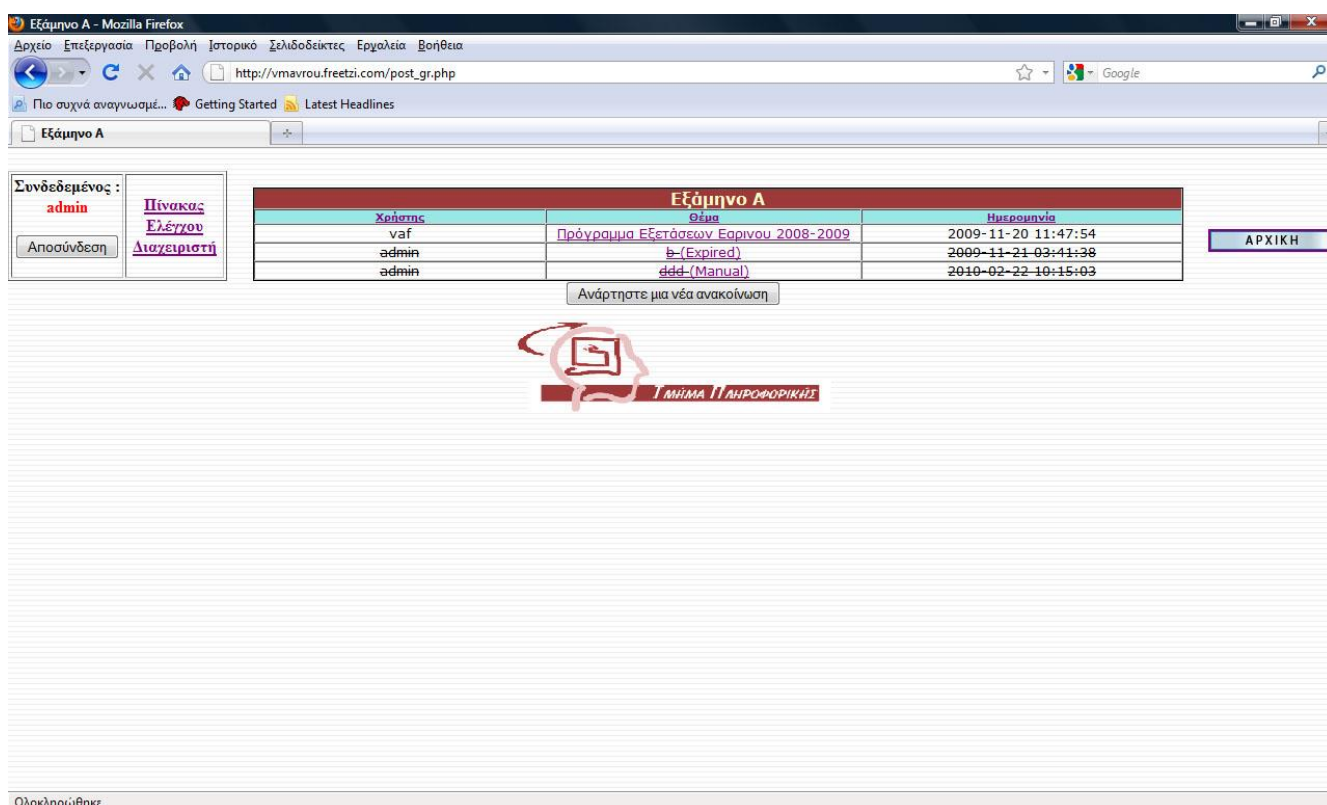 Εξάμηνο Α - Mozilla Firefox
Αρχείο Επεξεργασία Προβολή Ιστορικό Σελιδοδείκτες Εργαλεία Βοήθεια
http://vmavrou.freetzi.com/post_gr.php
Google
Πιο συχνά αναγνωσμέ... Getting Started Latest Headlines
Εξάμηνο Α
Συνδεδεμένος :
admin
Αποσύνδεση
Πίνακας
Ελέγχου
Διαχειριστή
Εξάμηνο Α
Χρήστης Θέμα Ημερομηνία
vaf Πρόγραμμα Εξετάσεων Εαρινου 2008-2009 2009-11-20 11:47:54
admin b (Expired) 2009-11-21 03:41:38
admin ddd (Manual) 2010-02-22 10:15:03
ΑΡΧΙΚΗ
Ανάρτηστε μια νέα ανακοίνωση
ΤΜΗΜΑ ΠΛΗΡΟΦΟΡΙΚΗΣ
Ολοκληρώθηκε